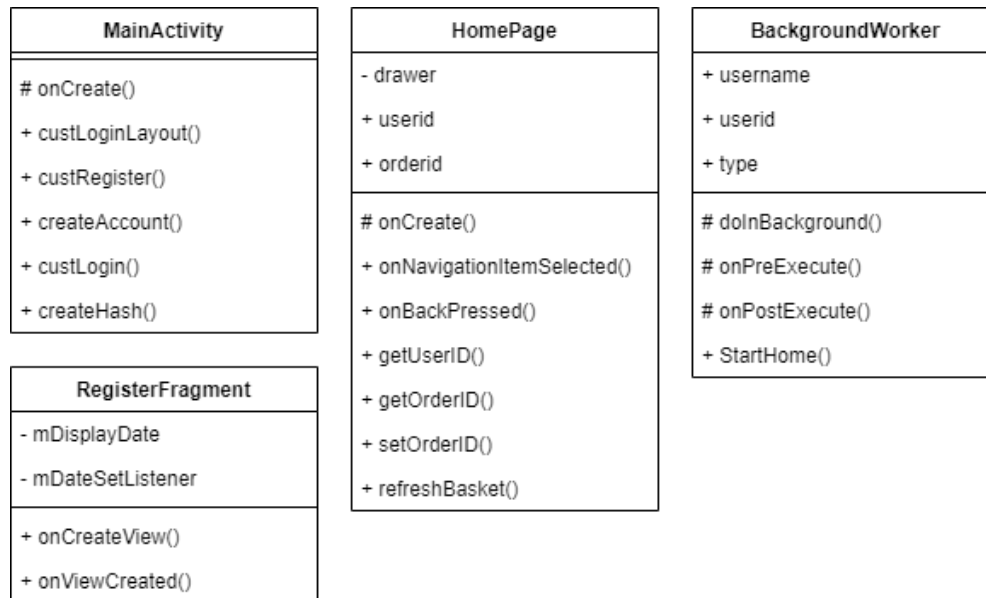 MainActivity
# onCreate()
+ custLoginLayout()
+ custRegister()
+ createAccount()
+ custLogin()
+ createHash()
RegisterFragment
- mDisplayDate
- mDateSetListener
+ onCreateView()
+ onViewCreated()
HomePage
- drawer
+ userid
+ orderid
# onCreate()
+ onNavigationItemSelected()
+ onBackPressed()
+ getUserID()
+ getOrderID()
+ setOrderID()
+ refreshBasket()
BackgroundWorker
+ username
+ userid
+ type
# doInBackground()
# onPreExecute()
# onPostExecute()
+ StartHome()